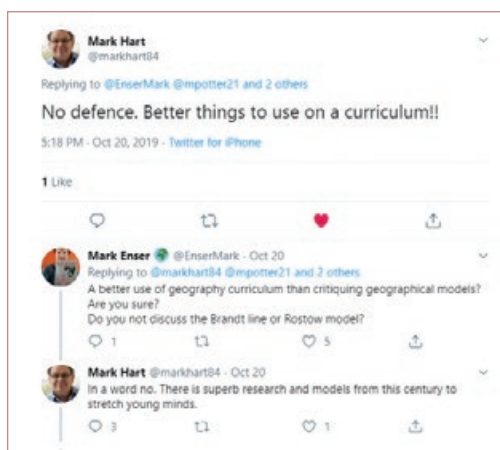 Mark Hart
@markhart84
Replying to @EnserMark @mpotter21 and 2 others
No defence. Better things to use on a curriculum!!
5:18 PM · Oct 20, 2019 · Twitter for iPhone
1 Like
Mark Enser @EnserMark · Oct 20
Replying to @markhart84 @mpotter21 and 2 others
A better use of geography curriculum than critiquing geographical models?
Are you sure?
Do you not discuss the Brandt line or Rostow model?
1 5
Mark Hart @markhart84 · Oct 20
In a word no. There is superb research and models from this century to
stretch young minds.
3 1